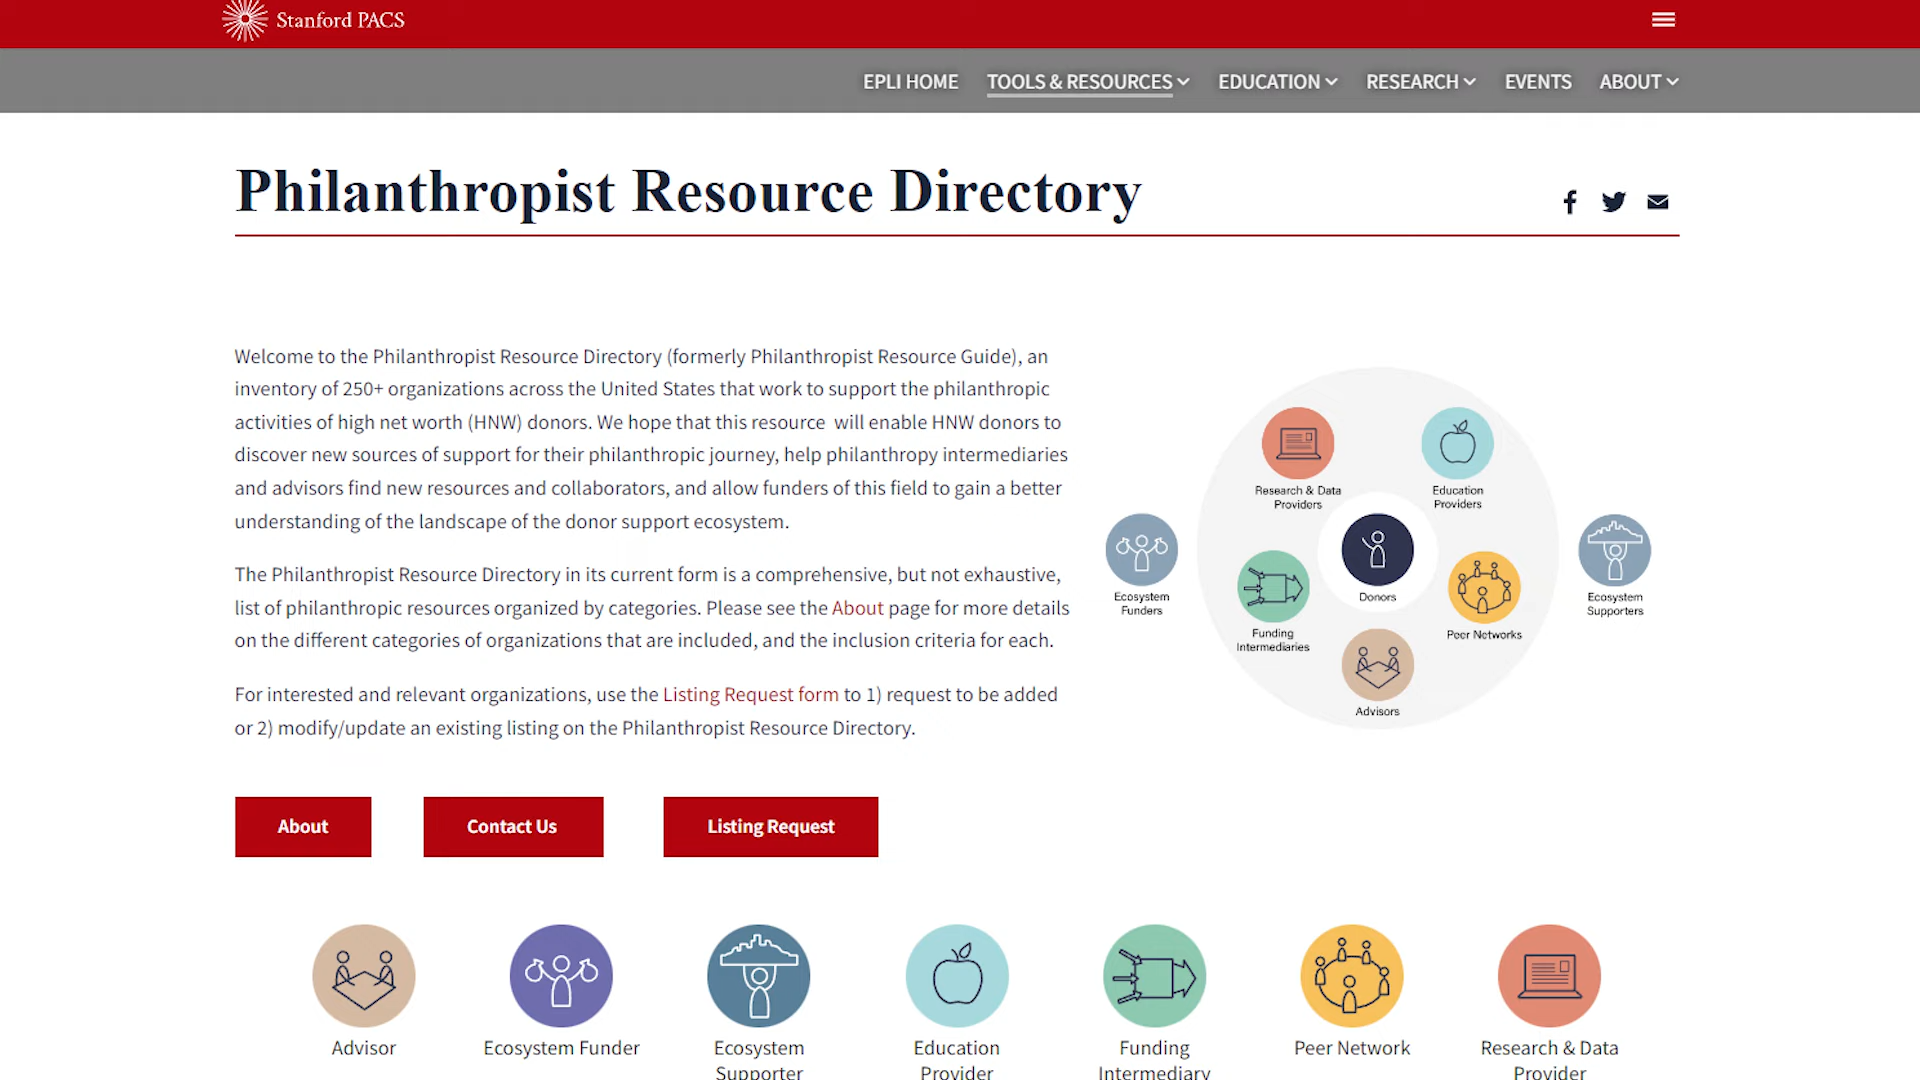 Stanford PACS
EPLI HOME
TOOLS & RESOURCES
EDUCATION
RESEARCH
EVENTS
ABOUT
Philanthropist Resource Directory
Welcome to the Philanthropist Resource Directory (formerly Philanthropist Resource Guide), an
inventory of 250+ organizations across the United States that work to support the philanthropic
activities of high net worth (HNW) donors. We hope that this resource will enable HNW donors to
discover new sources of support for their philanthropic journey, help philanthropy intermediaries
and advisors find new resources and collaborators, and allow funders of this field to gain a better
understanding of the landscape of the donor support ecosystem.
The Philanthropist Resource Directory in its current form is a comprehensive, but not exhaustive,
list of philanthropic resources organized by categories. Please see the About page for more details
on the different categories of organizations that are included, and the inclusion criteria for each.
For interested and relevant organizations, use the Listing Request form to 1) request to be added
or 2) modify/update an existing listing on the Philanthropist Resource Directory.
Research & Data
Providers
Education
Providers
Ecosystem
Funders
Donors
Ecosystem
Supporters
Funding
Intermediaries
Peer Networks
Advisors
About
Contact Us
Listing Request
Advisor
Ecosystem Funder
Ecosystem
Supporter
Education
Provider
Funding
Intermediary
Peer Network
Research & Data
Provider